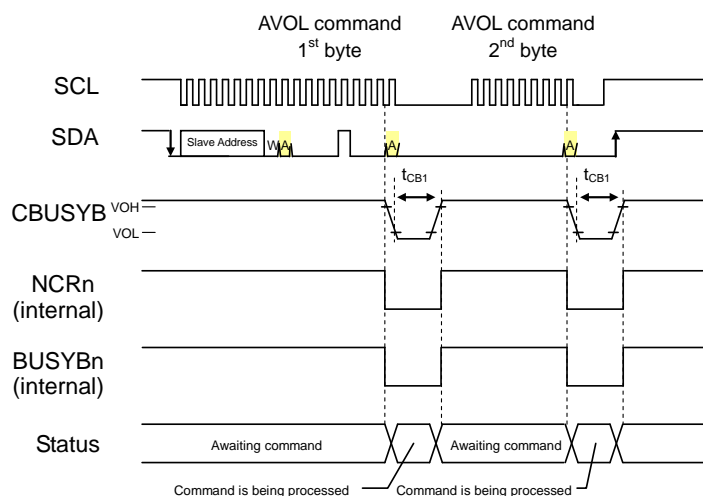 AVOL command
1st byte
AVOL command
2nd byte
SCL
SDA
Slave Address
W
A
A
A
tCB1
tCB1
CBUSYB
VOH
VOL
NCRn
(internal)
BUSYBn
(internal)
Status
Awaiting command
Awaiting command
Command is being processed
Command is being processed